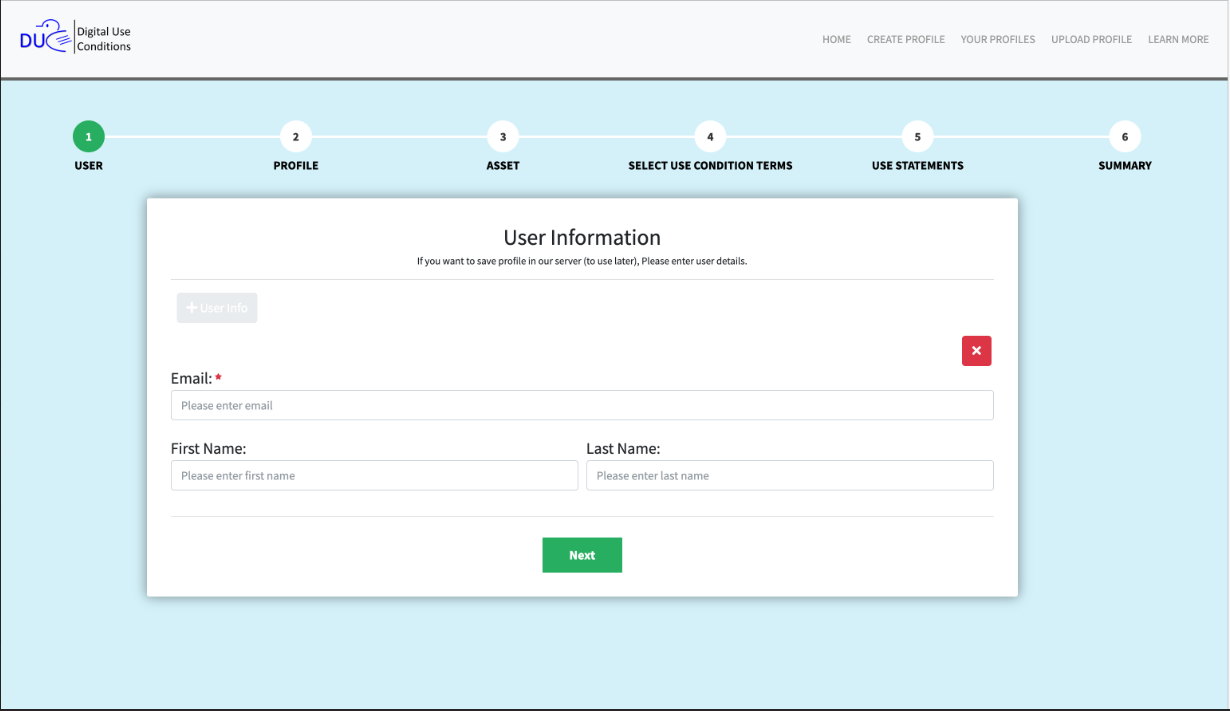 DUC
Digital Use
Conditions
HOME CREATE PROFILE YOUR PROFILES UPLOAD PROFILE LEARN MORE
1 2 3 4 5 6
USER PROFILE ASSET SELECT USE CONDITION TERMS USE STATEMENTS SUMMARY
User Information
If you want to save profile in our server (to use later), Please enter user details.
+ User Info
×
Email: *
Please enter email
First Name: Last Name:
Please enter first name Please enter last name
Next